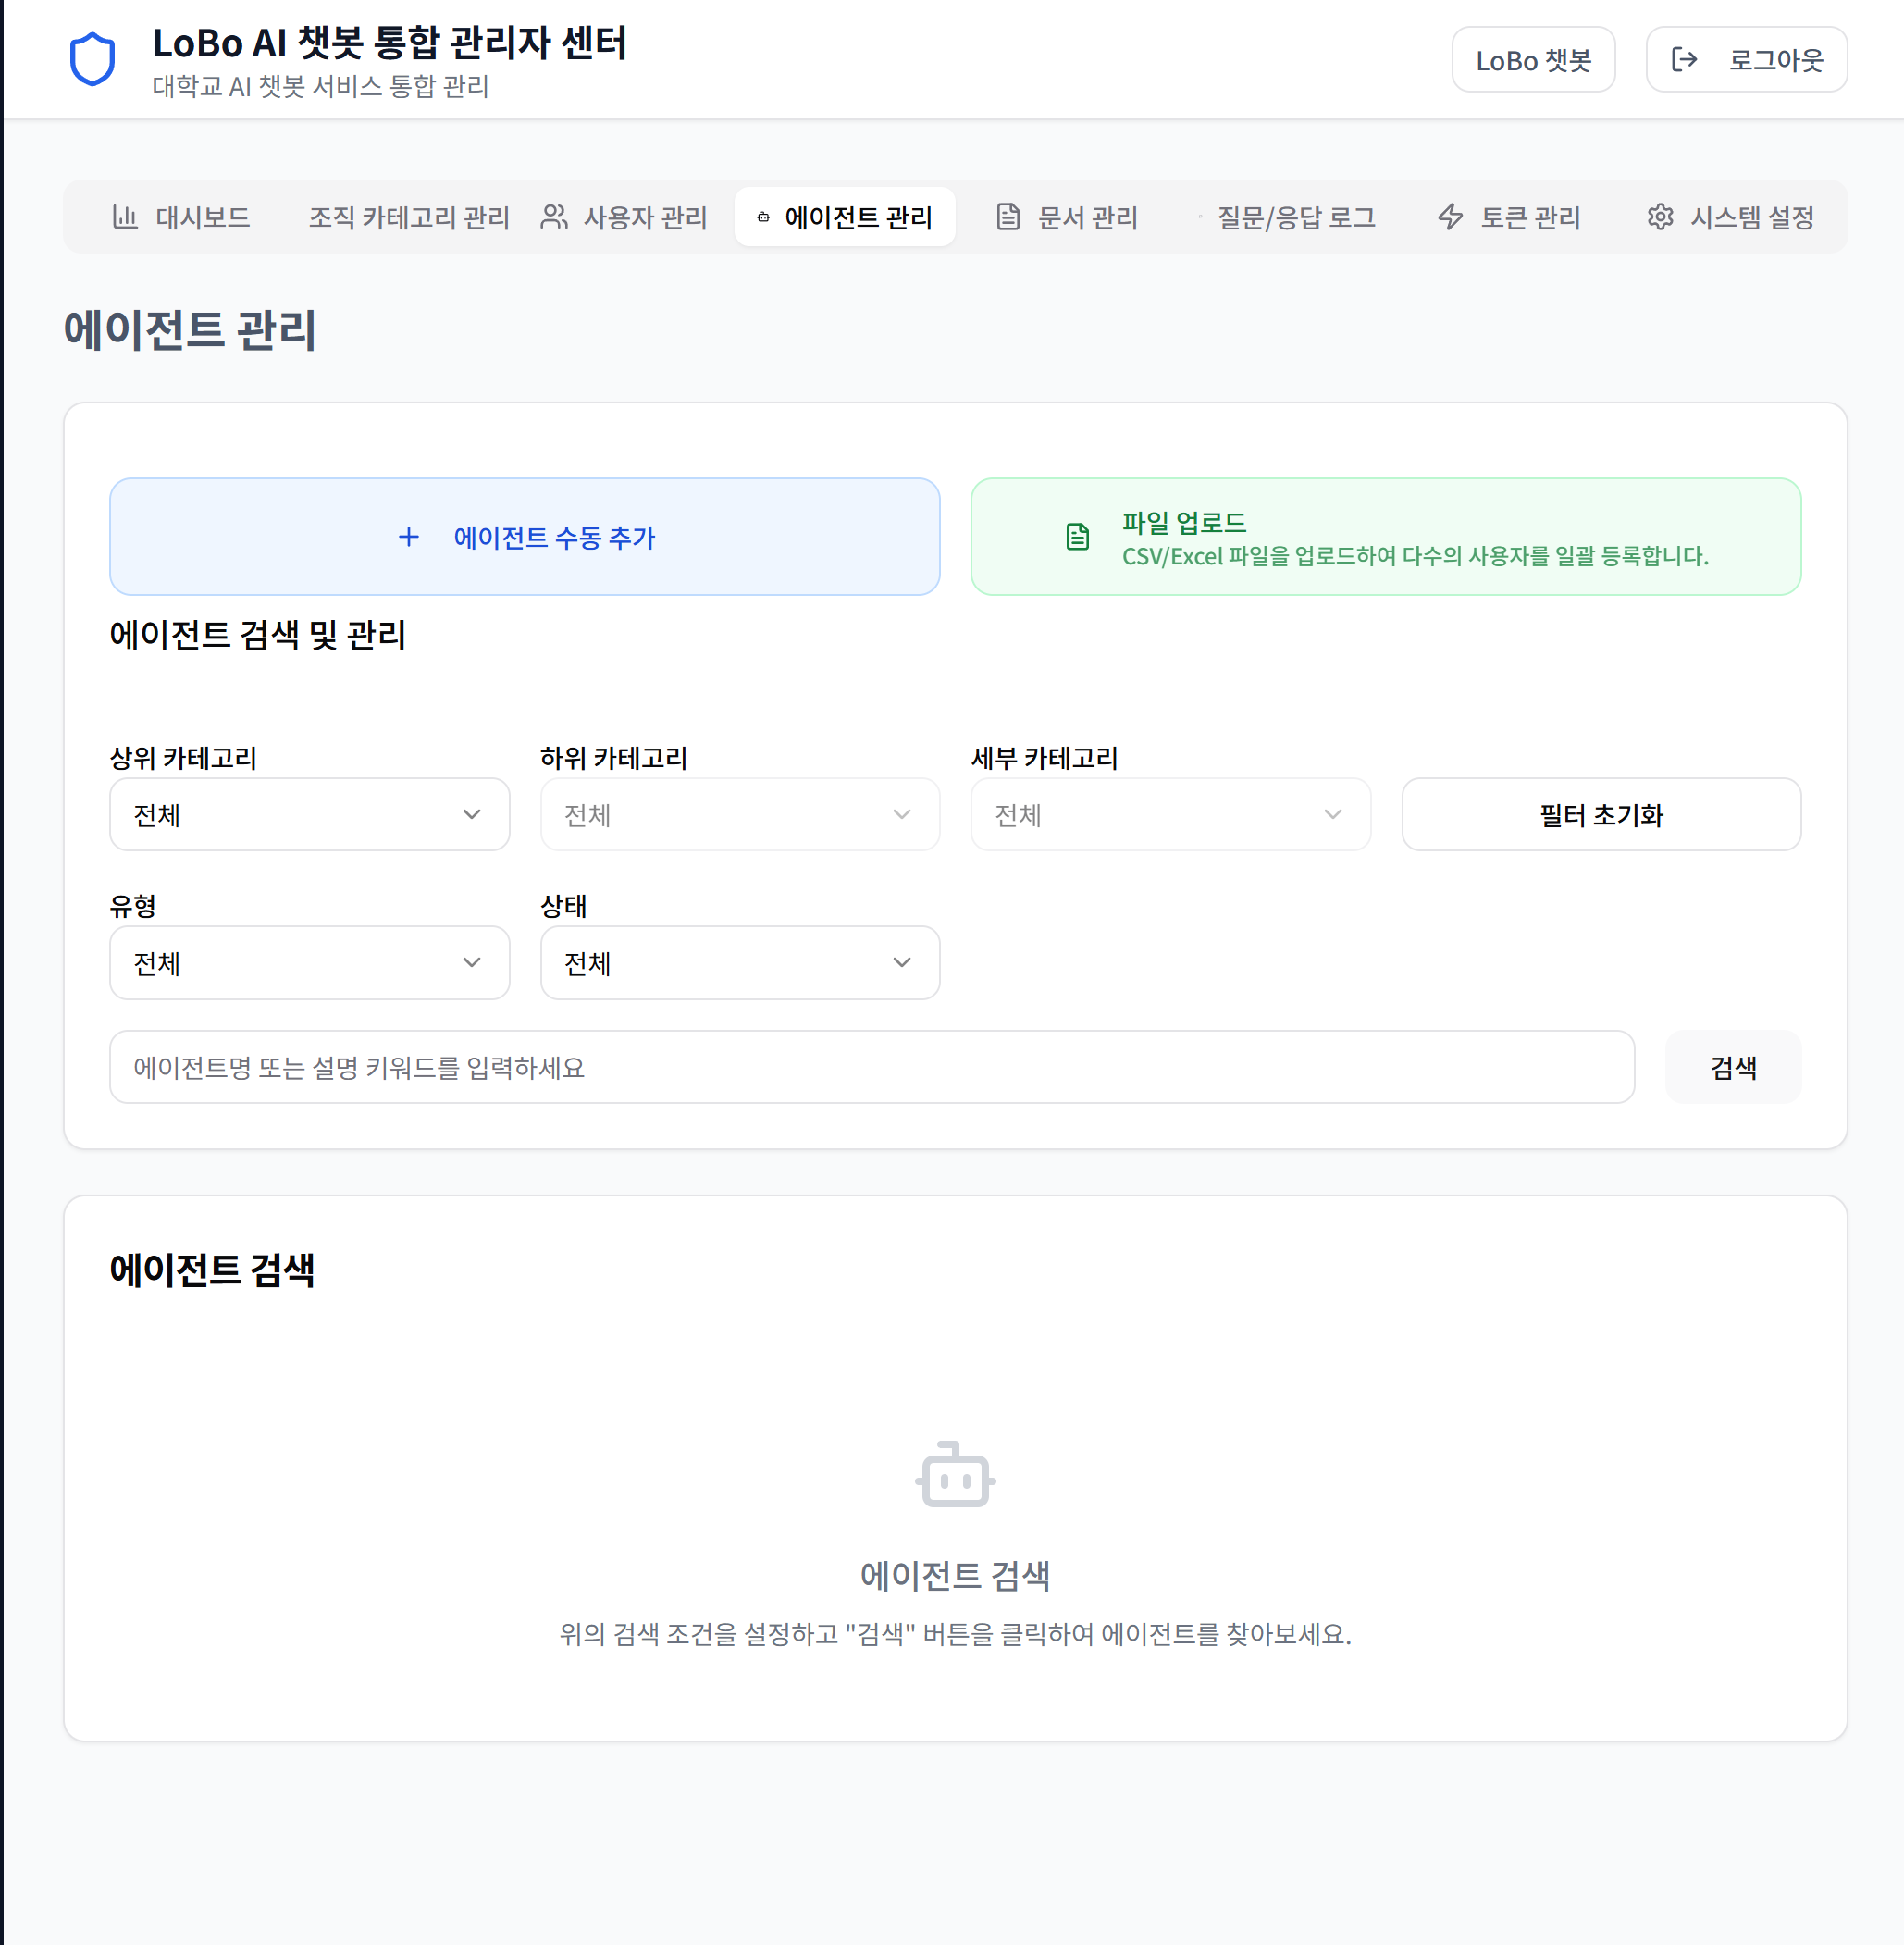 LoBo AI 챗봇 통합 관리자 센터
대학교 AI 챗봇 서비스 통합 관리
LoBo 챗봇
로그아웃
대시보드
조직 카테고리 관리
사용자 관리
에이전트 관리
문서 관리
질문/응답 로그
토큰 관리
시스템 설정
에이전트 관리
에이전트 수동 추가
파일 업로드
CSV/Excel 파일을 업로드하여 다수의 사용자를 일괄 등록합니다.
에이전트 검색 및 관리
상위 카테고리
하위 카테고리
세부 카테고리
전체
전체
전체
필터 초기화
유형
상태
전체
전체
에이전트명 또는 설명 키워드를 입력하세요
검색
에이전트 검색
에이전트 검색
위의 검색 조건을 설정하고 "검색" 버튼을 클릭하여 에이전트를 찾아보세요.